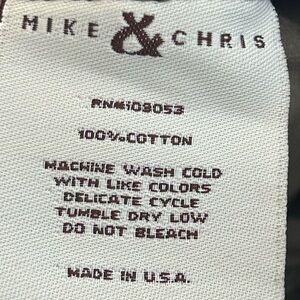 MIKE & CHRIS
RN#108053
100%COTTON
MACHINE WASH COLD
WITH LIKE COLORS
DELICATE CYCLE
TUMBLE DRY LOW
DO NOT BLEACH
MADE IN U.S.A.